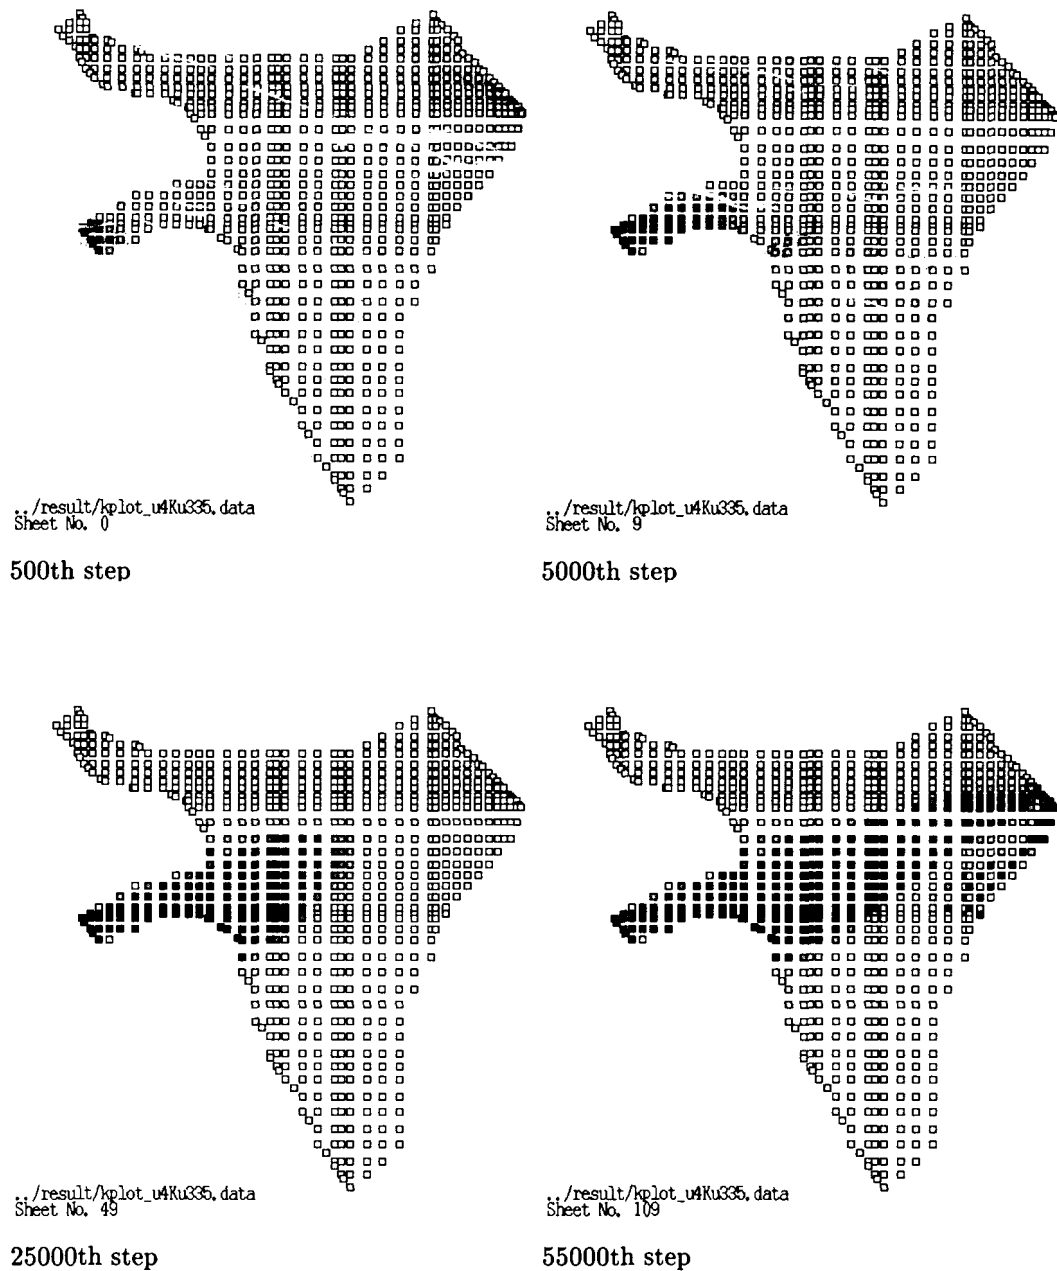 ../result/kplot_u4Ku335.data
Sheet No. 0
500th step
../result/kplot_u4Ku335.data
Sheet No. 9
5000th step
../result/kplot_u4Ku335.data
Sheet No. 49
25000th step
../result/kplot_u4Ku335.data
Sheet No. 109
55000th step